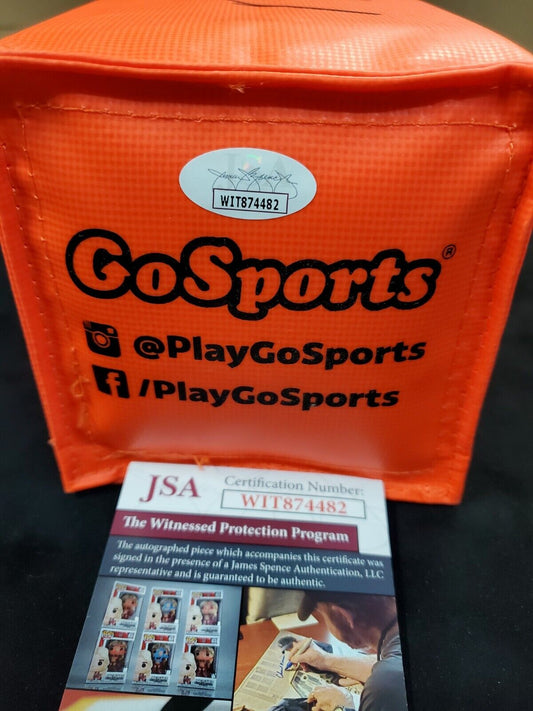 JSA
WIT874482
GoSports®
@PlayGoSports
/PlayGoSports
JSA
Certification Number:
WIT874482
The Witnessed Protection Program
The autographed piece which accompanies this certificate was
signed in the presence of a James Spence Authentication, LLC
representative and is guaranteed to be authentic.